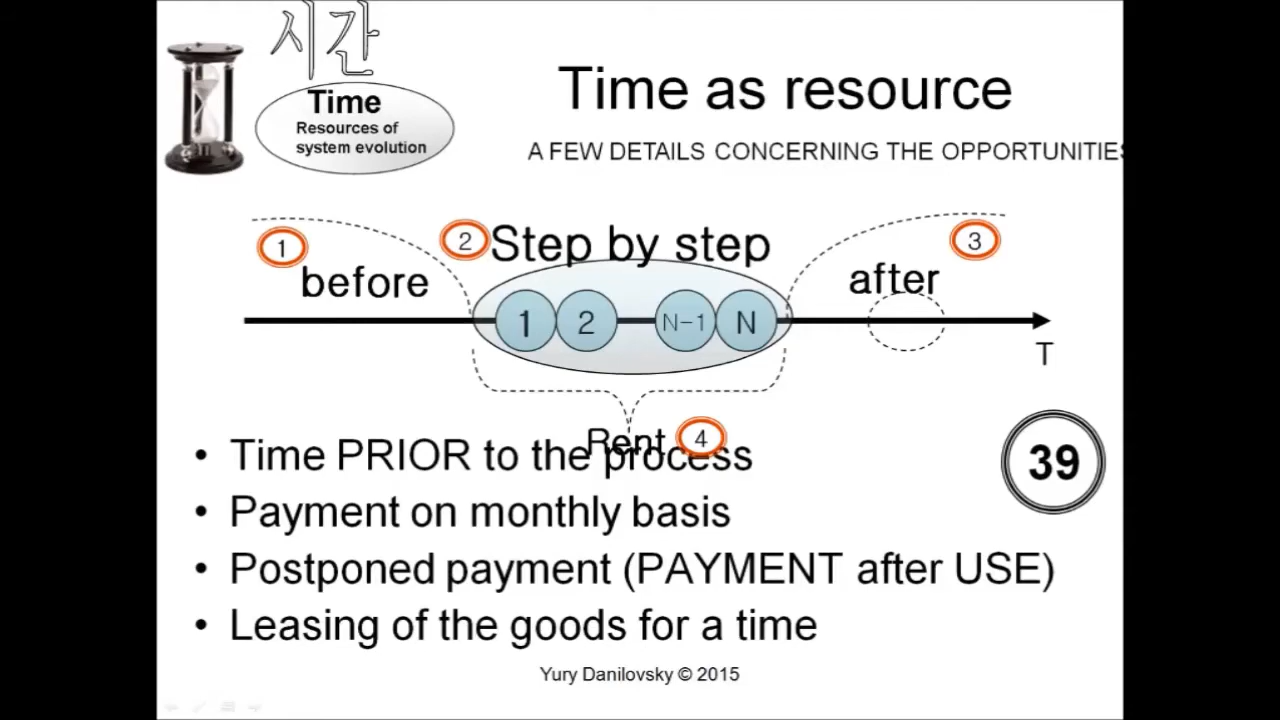 시간
Time
Resources of
system evolution
Time as resource
A FEW DETAILS CONCERNING THE OPPORTUNITIES
1
before
2
Step by step
after
3
1
2
N-1
N
T
Rent
4
• Time PRIOR to the process
39
• Payment on monthly basis
• Postponed payment (PAYMENT after USE)
• Leasing of the goods for a time
Yury Danilovsky © 2015